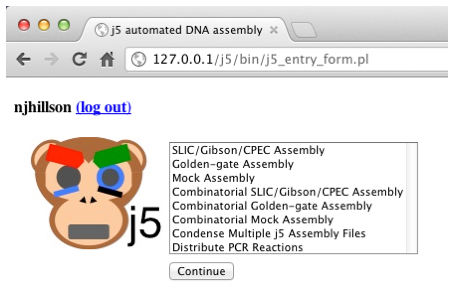 j5 automated DNA assembly
127.0.0.1/j5/bin/j5_entry_form.pl
njhillson (log out)
j5
SLIC/Gibson/CPEC Assembly
Golden-gate Assembly
Mock Assembly
Combinatorial SLIC/Gibson/CPEC Assembly
Combinatorial Golden-gate Assembly
Combinatorial Mock Assembly
Condense Multiple j5 Assembly Files
Distribute PCR Reactions
Continue